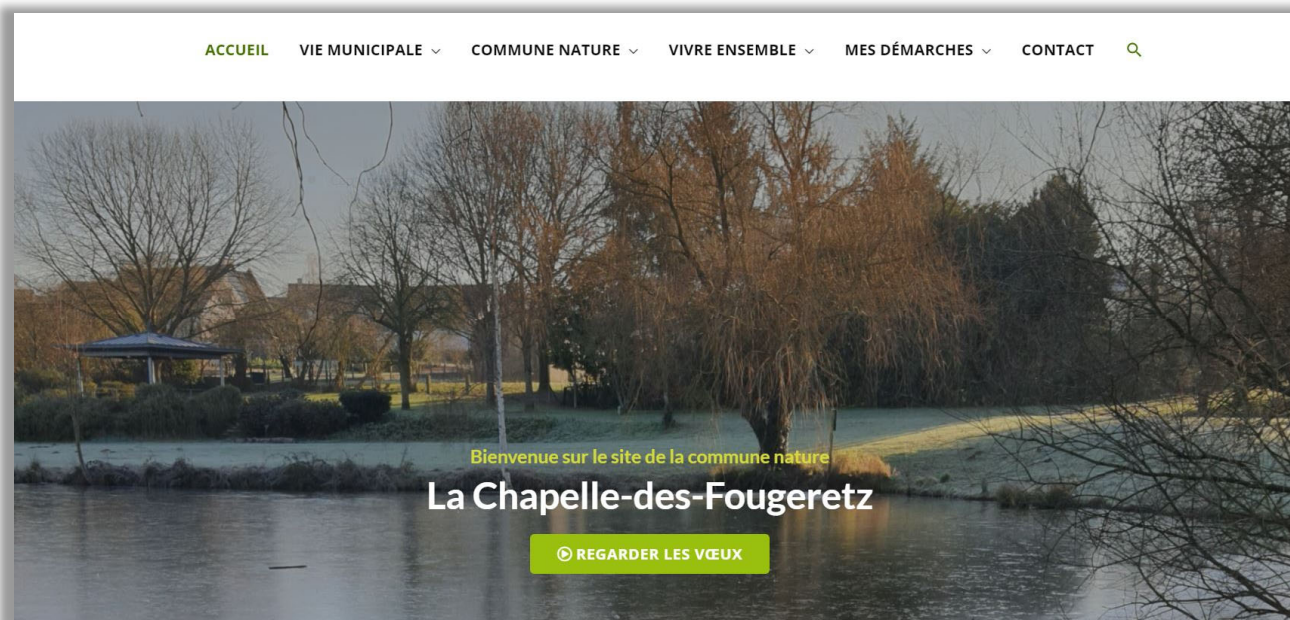 ACCUEIL VIE MUNICIPALE COMMUNE NATURE VIVRE ENSEMBLE MES DÉMARCHES CONTACT
Bienvenue sur le site de la commune nature
La Chapelle-des-Fougeretz
REGARDER LES VŒUX